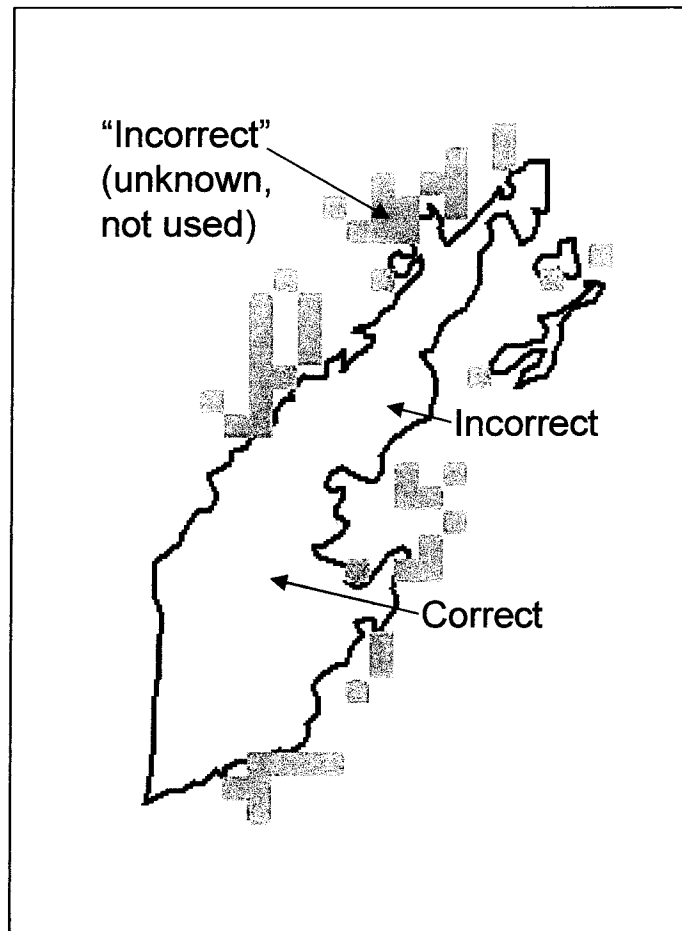 “Incorrect”
(unknown,
not used)
Incorrect
Correct